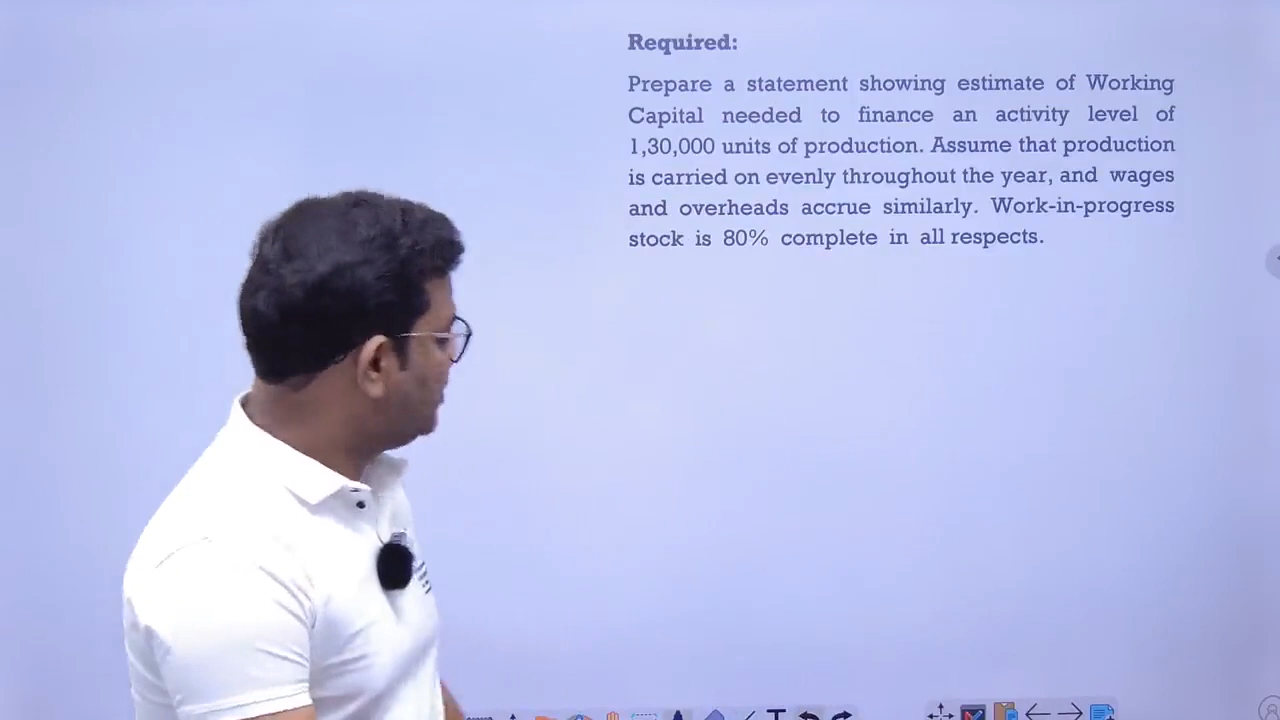 Required:
Prepare a statement showing estimate of Working
Capital needed to finance an activity level of
1,30,000 units of production. Assume that production
is carried on evenly throughout the year, and wages
and overheads accrue similarly. Work-in-progress
stock is 80% complete in all respects.